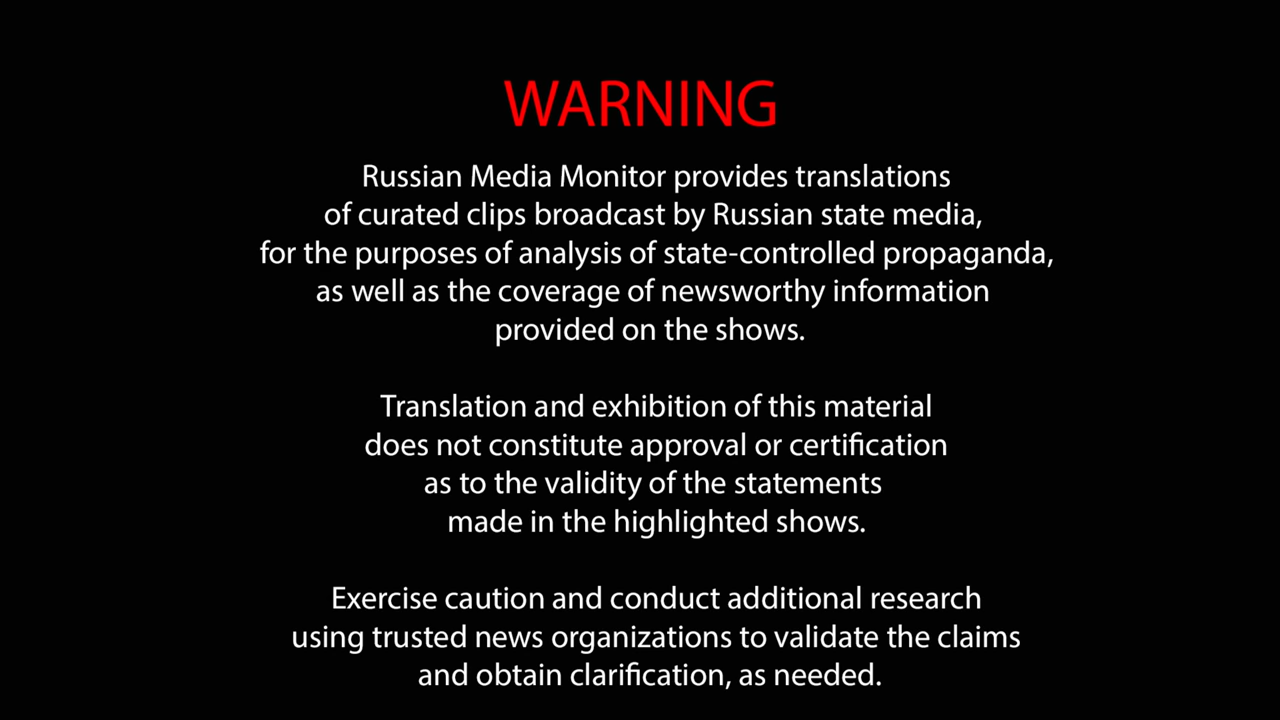 WARNING
Russian Media Monitor provides translations
of curated clips broadcast by Russian state media,
for the purposes of analysis of state-controlled propaganda,
as well as the coverage of newsworthy information
provided on the shows.
Translation and exhibition of this material
does not constitute approval or certification
as to the validity of the statements
made in the highlighted shows.
Exercise caution and conduct additional research
using trusted news organizations to validate the claims
and obtain clarification, as needed.